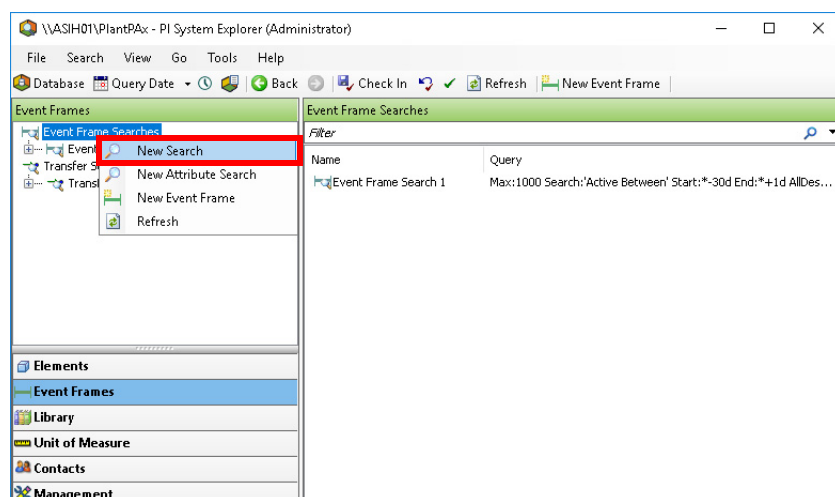 \\ASIH01\PlantPAx - PI System Explorer (Administrator)
File Search View Go Tools Help
Database Query Date Back Check In Refresh New Event Frame
Event Frames
Event Frame Searches
Event Frame Searches
Filter
Event
New Search
Name
Query
Transfer S
New Attribute Search
Event Frame Search 1
Max:1000 Search:'Active Between' Start:*-30d End:*+1d AllDes...
Trans
New Event Frame
Refresh
Elements
Event Frames
Library
Unit of Measure
Contacts
Management